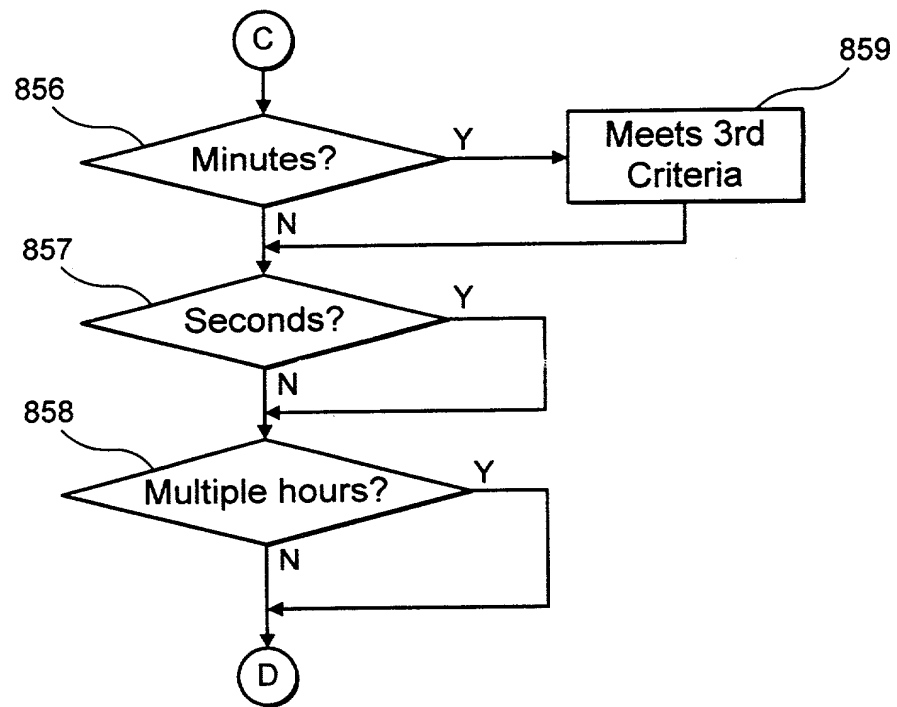 C
856
859
Minutes?
Y
Meets 3rd
Criteria
N
857
Seconds?
Y
N
858
Multiple hours?
Y
N
D